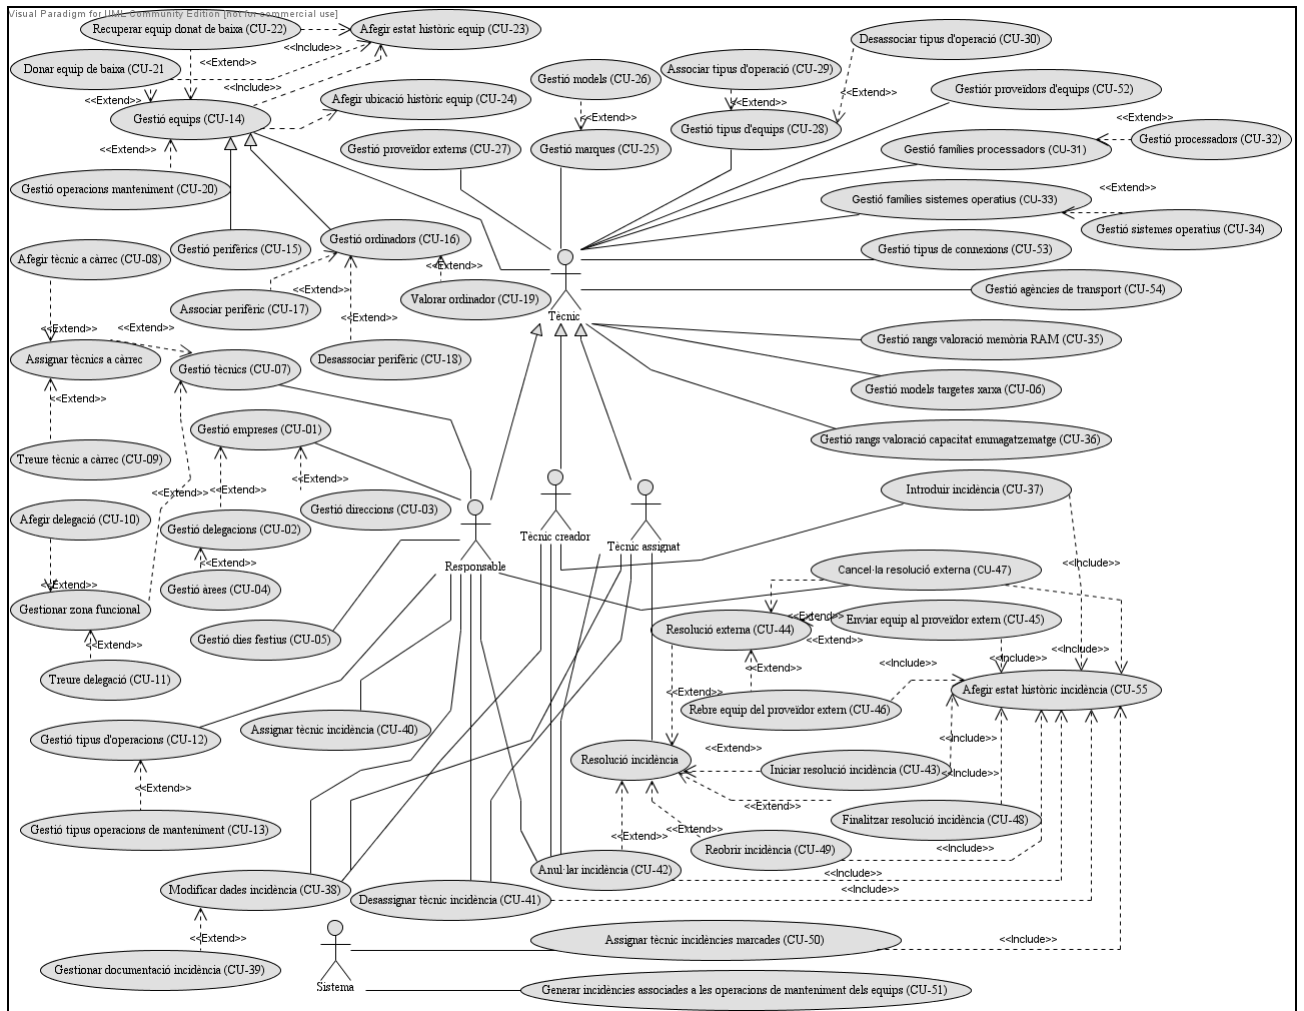 Visual Paradigm for UML Community Edition [not for commercial use]
Recuperar equip donat de baixa (CU-22)
Afegir estat històric equip (CU-23)
Desassociar tipus d'operació (CU-30)
<<Include>>
Donar equip de baixa (CU-21
<<Extend>>
Gestió models (CU-26)
Associar tipus d'operació (CU-29)
<<Extend>>
<<Include>>
Afegir ubicació històric equip (CU-24)
<<Extend>>
<<Extend>>
<<Extend>>
Gestiór proveïdors d'equips (CU-52)
Gestió equips (CU-14)
Gestió tipus d'equips (CU-28)
<<Extend>>
<<Extend>>
Gestió proveïdor externs (CU-27)
Gestió marques (CU-25)
Gestió famílies processadors (CU-31)
Gestió processadors (CU-32)
Gestió operacions manteniment (CU-20)
<<Extend>>
Gestió famílies sistemes operatius (CU-33)
Gestió sistemes operatius (CU-34)
Gestió perifèrics (CU-15)
Gestió ordinadors (CU-16)
Gestió tipus de connexions (CU-53)
Afegir tècnic a càrrec (CU-08)
<<Extend>>
<<Extend>>
Gestió agències de transport (CU-54)
Associar perifèric (CU-17)
Valorar ordinador (CU-19)
Tècnic
<<Extend>>
<<Extend>>
<<Extend>>
Gestió rangs valoració memòria RAM (CU-35)
Assignar tècnics a càrrec
Gestió tècnics (CU-07)
Desassociar perifèric (CU-18)
Gestió models targetes xarxa (CU-06)
<<Extend>>
Gestió empreses (CU-01)
Gestió rangs valoració capacitat emmagatzematge (CU-36)
Treure tècnic a càrrec (CU-09)
<<Extend>>
<<Extend>>
<<Extend>>
Introduir incidència (CU-37)
Gestió direccions (CU-03)
Afegir delegació (CU-10)
Gestió delegacions (CU-02)
Tècnic creador
Tècnic assignat
<<Extend>>
Responsable
<<Include>>
Cancel·la resolució externa (CU-47)
<<Extend>>
Gestió àrees (CU-04)
Gestionar zona funcional
<<Extend>>
Enviar equip al proveïdor extern (CU-45)
Resolució externa (CU-44)
Gestió dies festius (CU-05)
<<Extend>>
<<Extend>>
<<Include>>
<<Include>>
<<Include>>
<<Extend>>
Treure delegació (CU-11)
<<Extend>>
Afegir estat històric incidència (CU-55
Rebre equip del proveïdor extern (CU-46)
Assignar tècnic incidència (CU-40)
Gestió tipus d'operacions (CU-12)
<<Include>>
<<Extend>>
Resolució incidència
Iniciar resolució incidència (CU-43)
<<Include>>
<<Extend>>
<<Extend>>
Finalitzar resolució incidència (CU-48)
Gestió tipus operacions de manteniment (CU-13)
<<Extend>>
<<Extend>>
Reobrir incidència (CU-49)
<<Include>>
Anul·lar incidència (CU-42)
<<Include>>
Modificar dades incidència (CU-38)
<<Include>>
Desassignar tècnic incidència (CU-41)
<<Extend>>
Assignar tècnic incidències marcades (CU-50)
<<Include>>
Gestionar documentació incidència (CU-39)
Sistema
Generar incidències associades a les operacions de manteniment dels equips (CU-51)